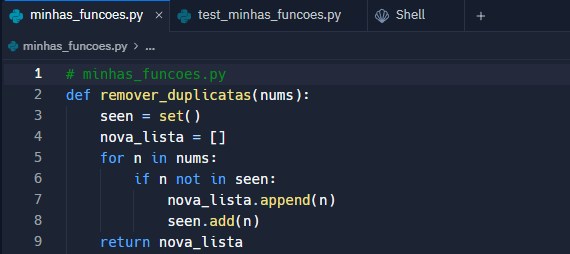 minhas_funcoes.py × test_minhas_funcoes.py Shell +
minhas_funcoes.py > ...
1 # minhas_funcoes.py
2 def remover_duplicatas(nums):
3     seen = set()
4     nova_lista = []
5     for n in nums:
6         if n not in seen:
7             nova_lista.append(n)
8             seen.add(n)
9     return nova_lista